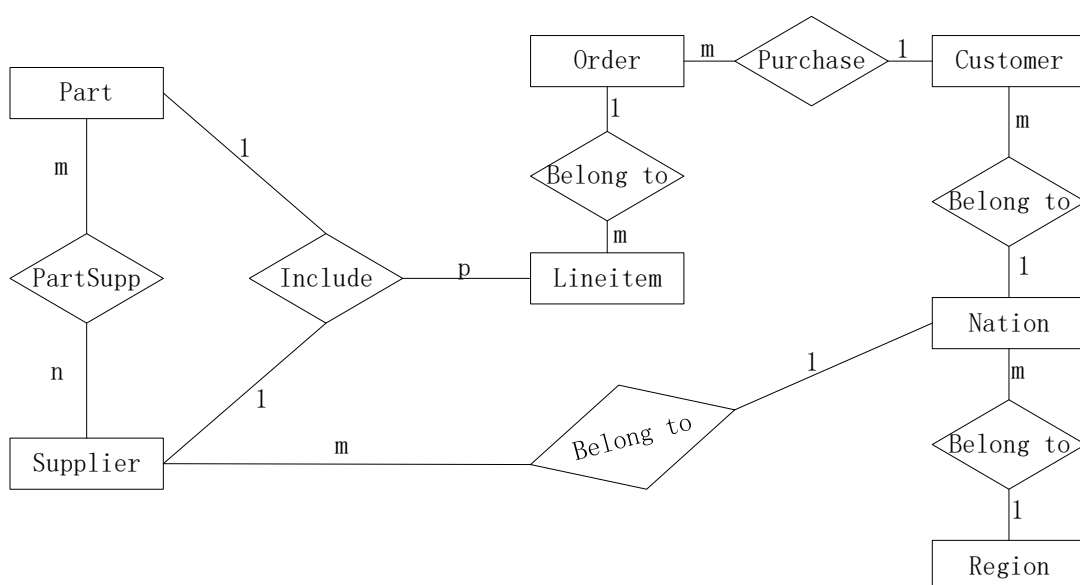 Order
m
Purchase
1
Customer
Part
1
m
1
m
Belong to
Belong to
m
PartSupp
Include
p
Lineitem
1
Nation
n
1
1
m
m
Belong to
Belong to
Supplier
1
Region